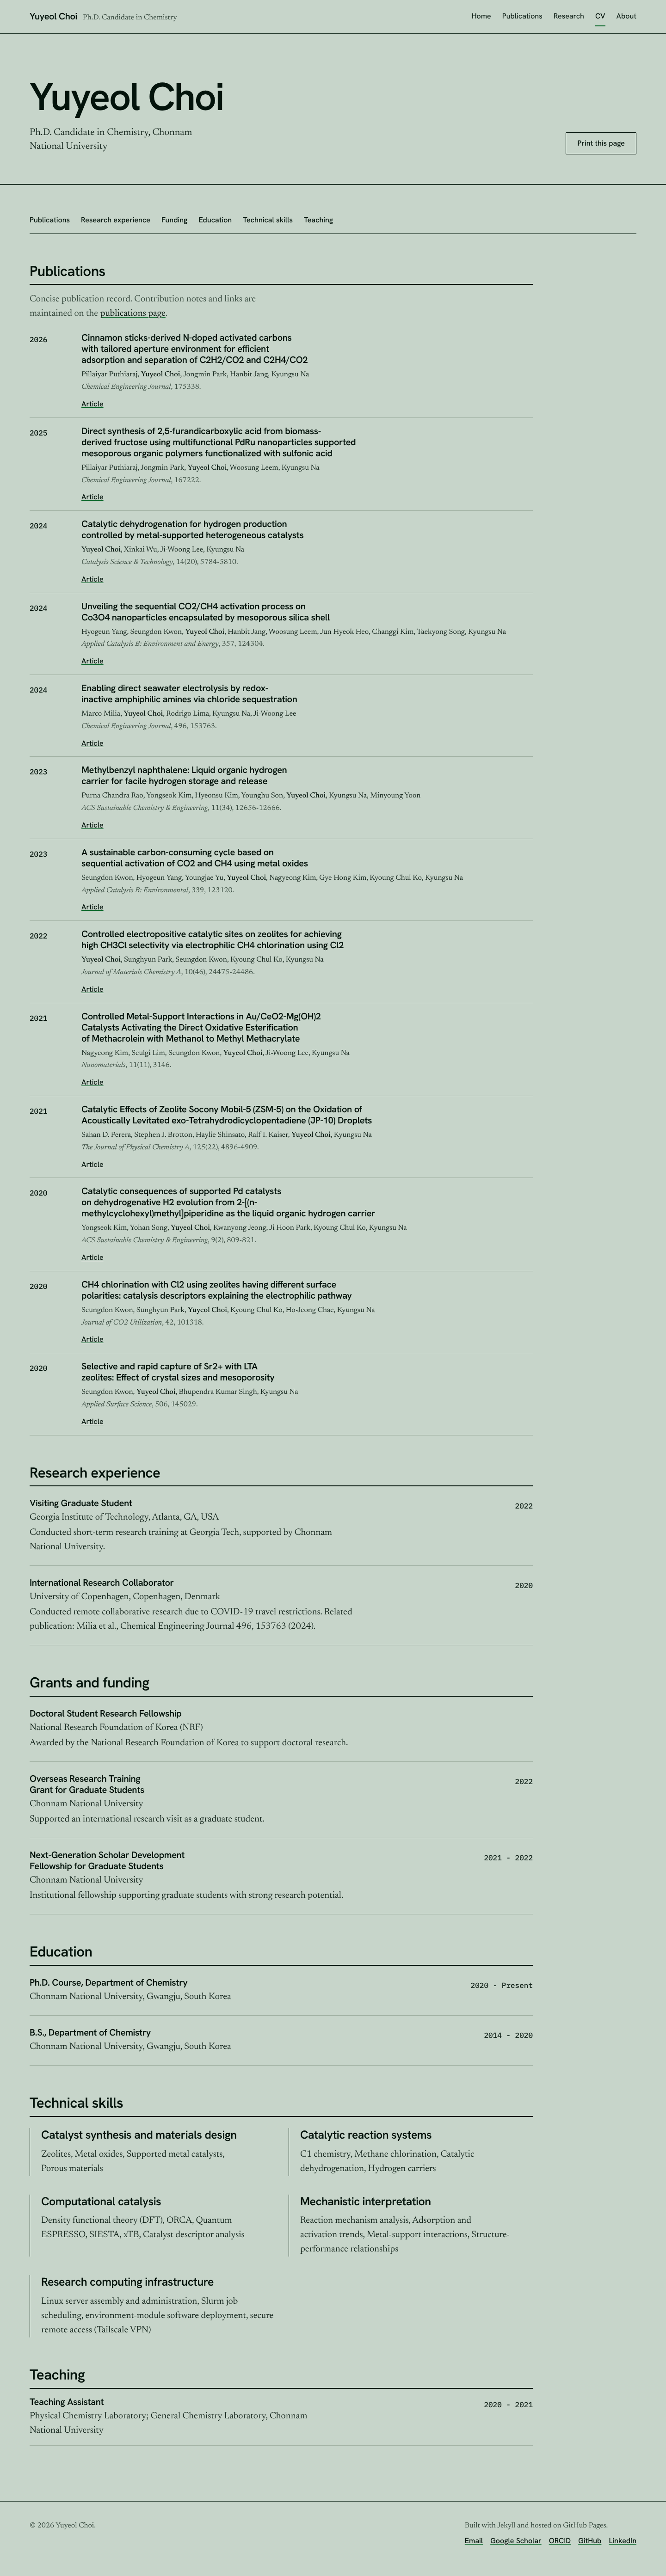 Yuyeol Choi Ph.D. Candidate in Chemistry
Home Publications Research CV About
Yuyeol Choi
Ph.D. Candidate in Chemistry, Chonnam
National University
Print this page
Publications Research experience Funding Education Technical skills Teaching
Publications
Concise publication record. Contribution notes and links are
maintained on the publications page.
2026
Cinnamon sticks-derived N-doped activated carbons
with tailored aperture environment for efficient
adsorption and separation of C2H2/CO2 and C2H4/CO2
Pillaiyar Puthiaraj, Yuyeol Choi, Jongmin Park, Hanbit Jang, Kyungsu Na
Chemical Engineering Journal, 175338.
Article
2025
Direct synthesis of 2,5-furandicarboxylic acid from biomass-
derived fructose using multifunctional PdRu nanoparticles supported
mesoporous organic polymers functionalized with sulfonic acid
Pillaiyar Puthiaraj, Jongmin Park, Yuyeol Choi, Woosung Leem, Kyungsu Na
Chemical Engineering Journal, 167222.
Article
2024
Catalytic dehydrogenation for hydrogen production
controlled by metal-supported heterogeneous catalysts
Yuyeol Choi, Xinkai Wu, Ji-Woong Lee, Kyungsu Na
Catalysis Science & Technology, 14(20), 5784-5810.
Article
2024
Unveiling the sequential CO2/CH4 activation process on
Co3O4 nanoparticles encapsulated by mesoporous silica shell
Hyogeun Yang, Seungdon Kwon, Yuyeol Choi, Hanbit Jang, Woosung Leem, Jun Hyeok Heo, Changgi Kim, Taekyong Song, Kyungsu Na
Applied Catalysis B: Environment and Energy, 357, 124304.
Article
2024
Enabling direct seawater electrolysis by redox-
inactive amphiphilic amines via chloride sequestration
Marco Milia, Yuyeol Choi, Rodrigo Lima, Kyungsu Na, Ji-Woong Lee
Chemical Engineering Journal, 496, 153763.
Article
2023
Methylbenzyl naphthalene: Liquid organic hydrogen
carrier for facile hydrogen storage and release
Purna Chandra Rao, Yongseok Kim, Hyeonsu Kim, Younghu Son, Yuyeol Choi, Kyungsu Na, Minyoung Yoon
ACS Sustainable Chemistry & Engineering, 11(34), 12656-12666.
Article
2023
A sustainable carbon-consuming cycle based on
sequential activation of CO2 and CH4 using metal oxides
Seungdon Kwon, Hyogeun Yang, Youngjae Yu, Yuyeol Choi, Nagyeong Kim, Gye Hong Kim, Kyoung Chul Ko, Kyungsu Na
Applied Catalysis B: Environmental, 339, 123120.
Article
2022
Controlled electropositive catalytic sites on zeolites for achieving
high CH3Cl selectivity via electrophilic CH4 chlorination using Cl2
Yuyeol Choi, Sunghyun Park, Seungdon Kwon, Kyoung Chul Ko, Kyungsu Na
Journal of Materials Chemistry A, 10(46), 24475-24486.
Article
2021
Controlled Metal-Support Interactions in Au/CeO2-Mg(OH)2
Catalysts Activating the Direct Oxidative Esterification
of Methacrolein with Methanol to Methyl Methacrylate
Nagyeong Kim, Seulgi Lim, Seungdon Kwon, Yuyeol Choi, Ji-Woong Lee, Kyungsu Na
Nanomaterials, 11(11), 3146.
Article
2021
Catalytic Effects of Zeolite Socony Mobil-5 (ZSM-5) on the Oxidation of
Acoustically Levitated exo-Tetrahydrodicyclopentadiene (JP-10) Droplets
Sahan D. Perera, Stephen J. Brotton, Haylie Shinsato, Ralf I. Kaiser, Yuyeol Choi, Kyungsu Na
The Journal of Physical Chemistry A, 125(22), 4896-4909.
Article
2020
Catalytic consequences of supported Pd catalysts
on dehydrogenative H2 evolution from 2-[(n-
methylcyclohexyl)methyl]piperidine as the liquid organic hydrogen carrier
Yongseok Kim, Yohan Song, Yuyeol Choi, Kwanyong Jeong, Ji Hoon Park, Kyoung Chul Ko, Kyungsu Na
ACS Sustainable Chemistry & Engineering, 9(2), 809-821.
Article
2020
CH4 chlorination with Cl2 using zeolites having different surface
polarities: catalysis descriptors explaining the electrophilic pathway
Seungdon Kwon, Sunghyun Park, Yuyeol Choi, Kyoung Chul Ko, Ho-Jeong Chae, Kyungsu Na
Journal of CO2 Utilization, 42, 101318.
Article
2020
Selective and rapid capture of Sr2+ with LTA
zeolites: Effect of crystal sizes and mesoporosity
Seungdon Kwon, Yuyeol Choi, Bhupendra Kumar Singh, Kyungsu Na
Applied Surface Science, 506, 145029.
Article
Research experience
Visiting Graduate Student
2022
Georgia Institute of Technology, Atlanta, GA, USA
Conducted short-term research training at Georgia Tech, supported by Chonnam
National University.
International Research Collaborator
2020
University of Copenhagen, Copenhagen, Denmark
Conducted remote collaborative research due to COVID-19 travel restrictions. Related
publication: Milia et al., Chemical Engineering Journal 496, 153763 (2024).
Grants and funding
Doctoral Student Research Fellowship
National Research Foundation of Korea (NRF)
Awarded by the National Research Foundation of Korea to support doctoral research.
Overseas Research Training
Grant for Graduate Students
2022
Chonnam National University
Supported an international research visit as a graduate student.
Next-Generation Scholar Development
Fellowship for Graduate Students
2021 - 2022
Chonnam National University
Institutional fellowship supporting graduate students with strong research potential.
Education
Ph.D. Course, Department of Chemistry
2020 - Present
Chonnam National University, Gwangju, South Korea
B.S., Department of Chemistry
2014 - 2020
Chonnam National University, Gwangju, South Korea
Technical skills
Catalyst synthesis and materials design
Zeolites, Metal oxides, Supported metal catalysts,
Porous materials
Catalytic reaction systems
C1 chemistry, Methane chlorination, Catalytic
dehydrogenation, Hydrogen carriers
Computational catalysis
Density functional theory (DFT), ORCA, Quantum
ESPRESSO, SIESTA, xTB, Catalyst descriptor analysis
Mechanistic interpretation
Reaction mechanism analysis, Adsorption and
activation trends, Metal-support interactions, Structure-
performance relationships
Research computing infrastructure
Linux server assembly and administration, Slurm job
scheduling, environment-module software deployment, secure
remote access (Tailscale VPN)
Teaching
Teaching Assistant
2020 - 2021
Physical Chemistry Laboratory; General Chemistry Laboratory, Chonnam
National University
© 2026 Yuyeol Choi.
Built with Jekyll and hosted on GitHub Pages.
Email Google Scholar ORCID GitHub LinkedIn